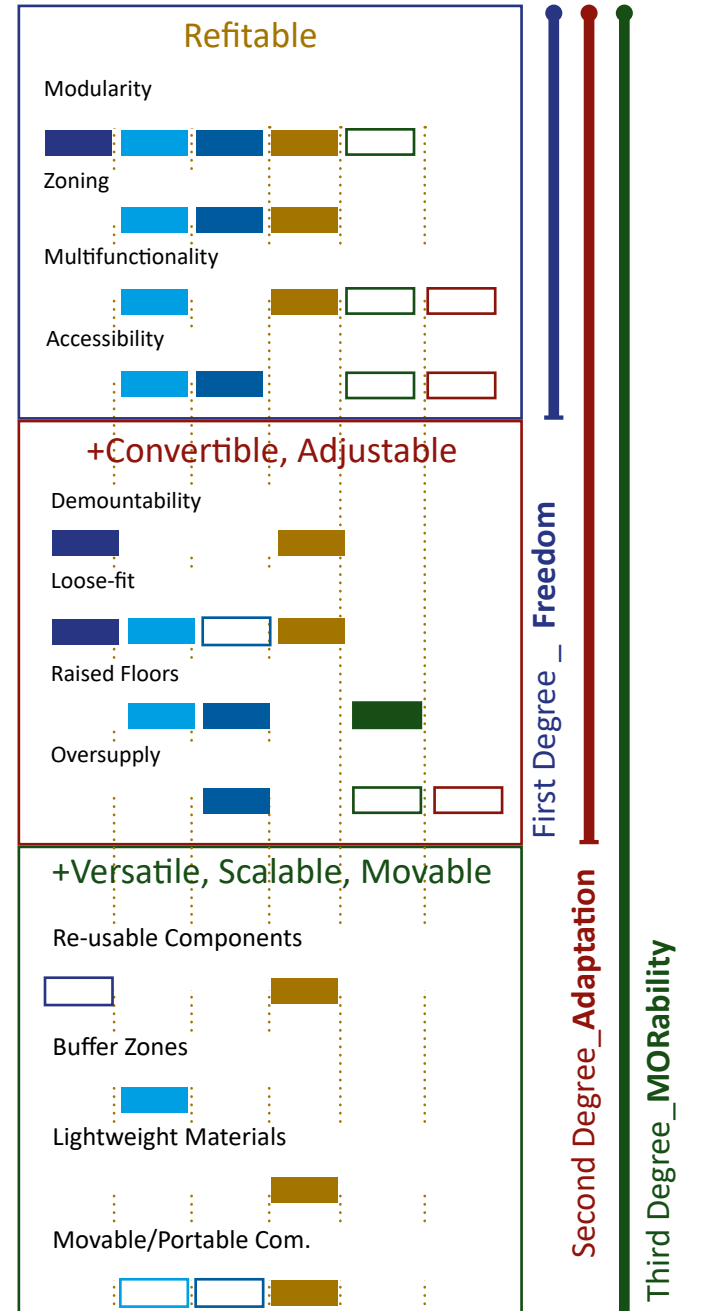 Refitable
Modularity
Zoning
Multifunctionality
Accessibility
+Convertible, Adjustable
Demountability
Loose-fit
Raised Floors
Oversupply
+Versatile, Scalable, Movable
Re-usable Components
Buffer Zones
Lightweight Materials
Movable/Portable Com.
First Degree _ Freedom
Second Degree_Adaptation
Third Degree_MORability